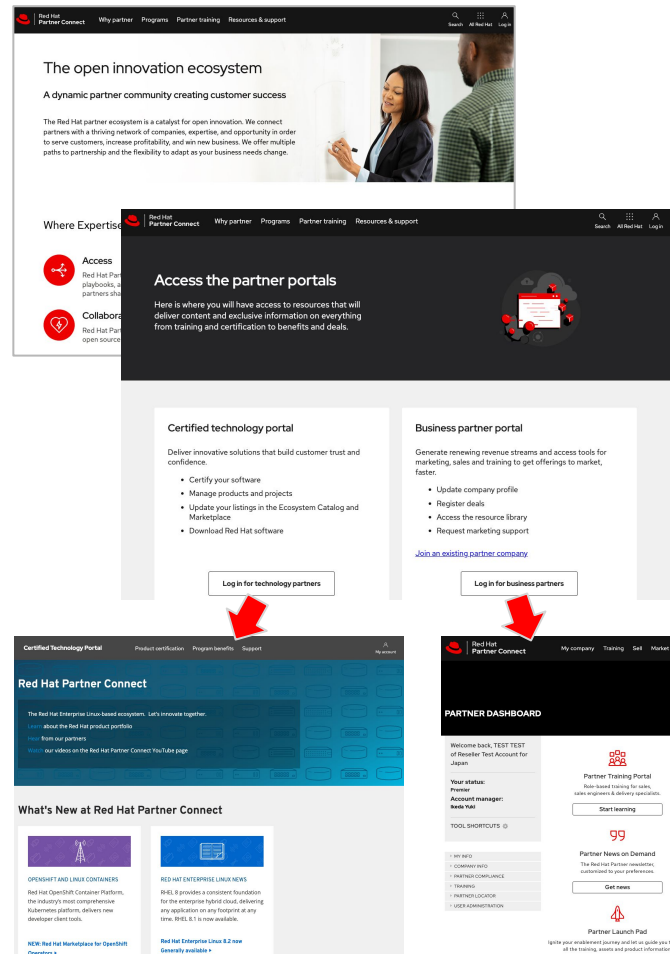 Red Hat
Partner Connect
Why partner Programs Partner training Resources & support
Search All Red Hat Log in
The open innovation ecosystem
A dynamic partner community creating customer success
The Red Hat partner ecosystem is a catalyst for open innovation. We connect
partners with a thriving network of companies, expertise, and opportunity in order
to serve customers, increase profitability, and win new business. We offer multiple
paths to partnership and the flexibility to adapt as your business needs change.
Where Expertise
Access
Red Hat Part
playbooks, a
partners sha
Collabora
Red Hat Par
open source
Red Hat
Partner Connect
Why partner Programs Partner training Resources & support
Search All Red Hat Log in
Access the partner portals
Here is where you will have access to resources that will
deliver content and exclusive information on everything
from training and certification to benefits and deals.
Certified technology portal
Deliver innovative solutions that build customer trust and
confidence.
• Certify your software
• Manage products and projects
• Update your listings in the Ecosystem Catalog and
Marketplace
• Download Red Hat software
Log in for technology partners
Business partner portal
Generate renewing revenue streams and access tools for
marketing, sales and training to get offerings to market,
faster.
• Update company profile
• Register deals
• Access the resource library
• Request marketing support
Join an existing partner company
Log in for business partners
Certified Technology Portal Product certification Program benefits Support
My account
Red Hat Partner Connect
The Red Hat Enterprise Linux-based ecosystem. Let's innovate together.
Learn about the Red Hat product portfolio
Hear from our partners
Watch our videos on the Red Hat Partner Connect YouTube page
What's New at Red Hat Partner Connect
OPENSHIFT AND LINUX CONTAINERS
Red Hat OpenShift Container Platform,
the industry's most comprehensive
Kubernetes platform, delivers new
developer client tools.
NEW: Red Hat Marketplace for OpenShift
Operators ▸
RED HAT ENTERPRISE LINUX NEWS
RHEL 8 provides a consistent foundation
for the enterprise hybrid cloud, delivering
any application on any footprint at any
time. RHEL 8.1 is now available.
Red Hat Enterprise Linux 8.2 now
Generally available ▸
Red Hat
Partner Connect
My company Training Sell Market
PARTNER DASHBOARD
Welcome back, TEST TEST
of Reseller Test Account for
Japan
Your status:
Premier
Account manager:
Ikeda Yuki
TOOL SHORTCUTS
› MY INFO
› COMPANY INFO
› PARTNER COMPLIANCE
› TRAINING
› PARTNER LOCATOR
› USER ADMINISTRATION
Partner Training Portal
Role-based training for sales,
sales engineers & delivery specialists.
Start learning
Partner News on Demand
The Red Hat Partner newsletter,
customized to your preferences.
Get news
Partner Launch Pad
Ignite your enablement journey and let us guide you
all the training, assets and product information